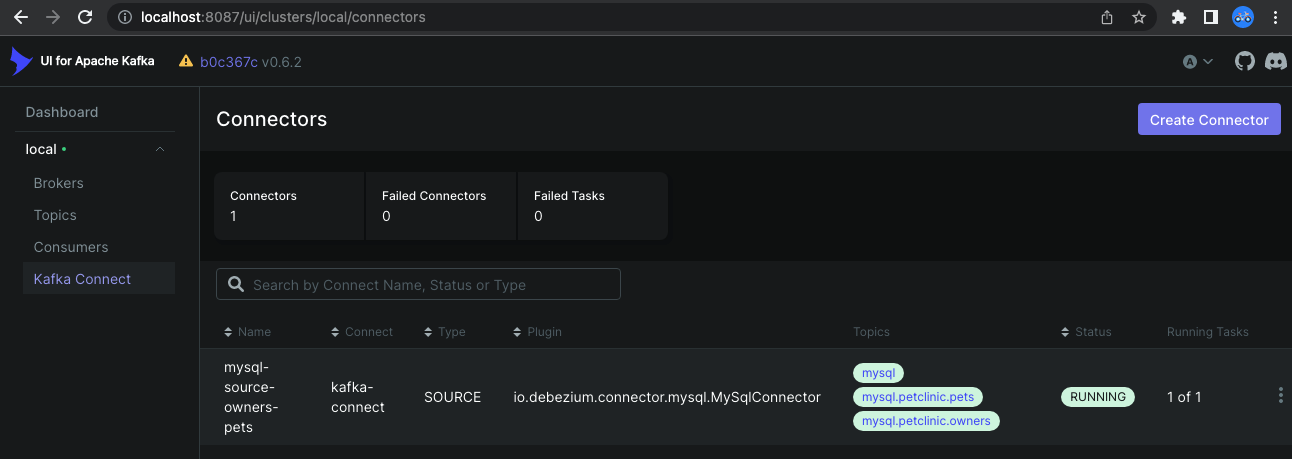 localhost:8087/ui/clusters/local/connectors
UI for Apache Kafka
b0c367c v0.6.2
A
Dashboard
local
Brokers
Topics
Consumers
Kafka Connect
Connectors
Create Connector
Connectors
1
Failed Connectors
0
Failed Tasks
0
Search by Connect Name, Status or Type
Name Connect Type Plugin Topics Status Running Tasks
mysql-
source-
owners-
pets
kafka-
connect
SOURCE
io.debezium.connector.mysql.MySqlConnector
mysql
mysql.petclinic.pets
mysql.petclinic.owners
RUNNING
1 of 1